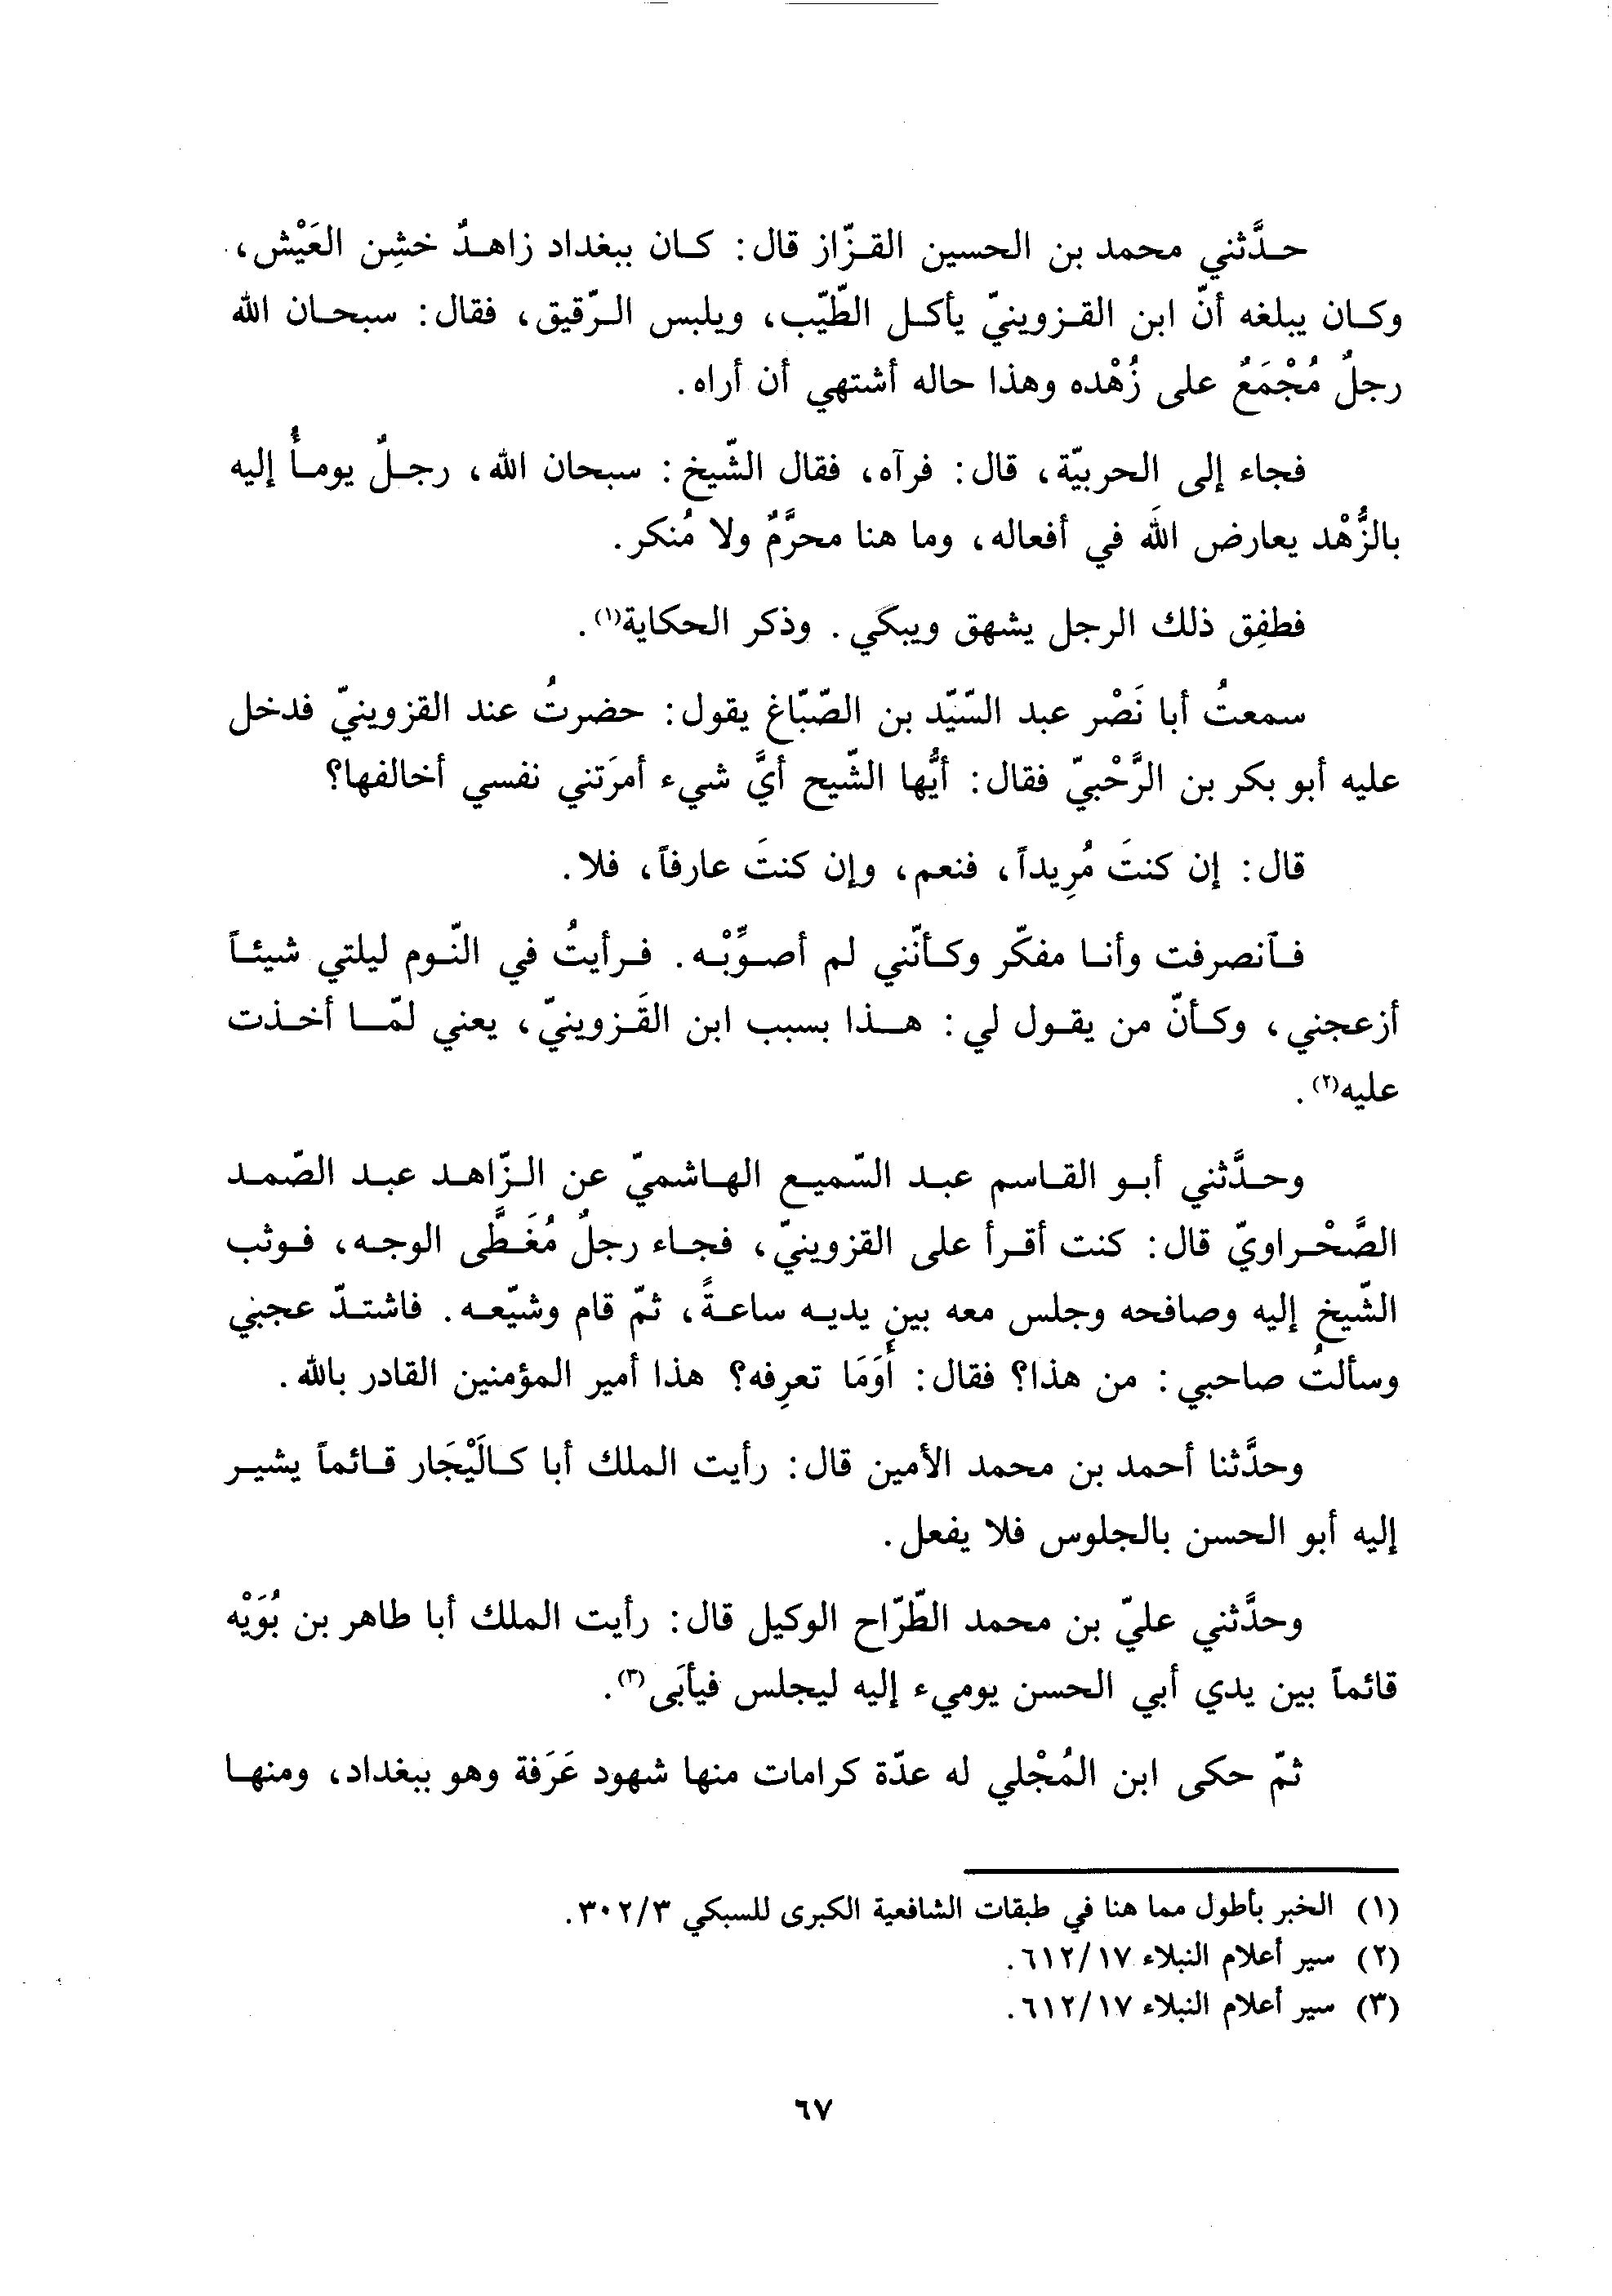 حدَّثني محمد بن الحسين القزّاز قال: كان ببغداد زاهدٌ خشِن العَيْش،
وكان يبلغه أنّ ابن القزوينيّ يأكل الطّيّب، ويلبس الرّقيق، فقال: سبحان الله
رجلٌ مُجْمَعٌ على زُهْده وهذا حاله أشتهي أن أراه.
فجاء إلى الحربيّة، قال: فرآه، فقال الشّيخ: سبحان الله، رجلٌ يومأُ إليه
بالزُّهْد يعارض اللَه في أفعاله، وما هنا محرَّمٌ ولا مُنكر.
فطفِق ذلك الرجل يشهق ويبكي. وذكر الحكاية(١).
سمعتُ أبا نَصْر عبد السّيّد بن الصّبّاغ يقول: حضرتُ عند القزوينيّ فدخل
عليه أبو بكر بن الرَّحْبيّ فقال: أيُّها الشّيح أيَّ شيء أمرَتني نفسي أخالفها؟
قال: إن كنتَ مُرِيداً، فنعم، وإن كنتَ عارفاً، فلا.
فٱنصرفت وأنا مفكّر وكأنّني لم أصوِّبْه. فرأيتُ في النّوم ليلتي شيئاً
أزعجني، وكأنّ من يقول لي: هذا بسبب ابن القَزوينيّ، يعني لمّا أخذت
عليه(٢).
وحدَّثني أبو القاسم عبد السّميع الهاشميّ عن الزّاهد عبد الصّمد
الصَّحْراويّ قال: كنت أقرأ على القزوينيّ، فجاء رجلٌ مُغَطَّى الوجه، فوثب
الشّيخ إليه وصافحه وجلس معه بين يديه ساعةً، ثمّ قام وشيّعه. فاشتدّ عجبني
وسألتُ صاحبي: من هذا؟ فقال: أَوَمَا تعرِفه؟ هذا أمير المؤمنين القادر بالله.
وحدَّثنا أحمد بن محمد الأمين قال: رأيت الملك أبا كالَيْجَار قائماً يشير
إليه أبو الحسن بالجلوس فلا يفعل.
وحدَّثني عليّ بن محمد الطّرّاح الوكيل قال: رأيت الملك أبا طاهر بن بُوَيْه
قائماً بين يدي أبي الحسن يوميء إليه ليجلس فيأبَى(٣).
ثمّ حكى ابن المُجْلي له عدّة كرامات منها شهود عَرَفة وهو ببغداد، ومنها
(١) الخبر بأطول مما هنا في طبقات الشافعية الكبرى للسبكي ٣٠٢/٣.
(٢) سير أعلام النبلاء ٦١٢/١٧.
(٣) سير أعلام النبلاء ٦١٢/١٧.
٦٧